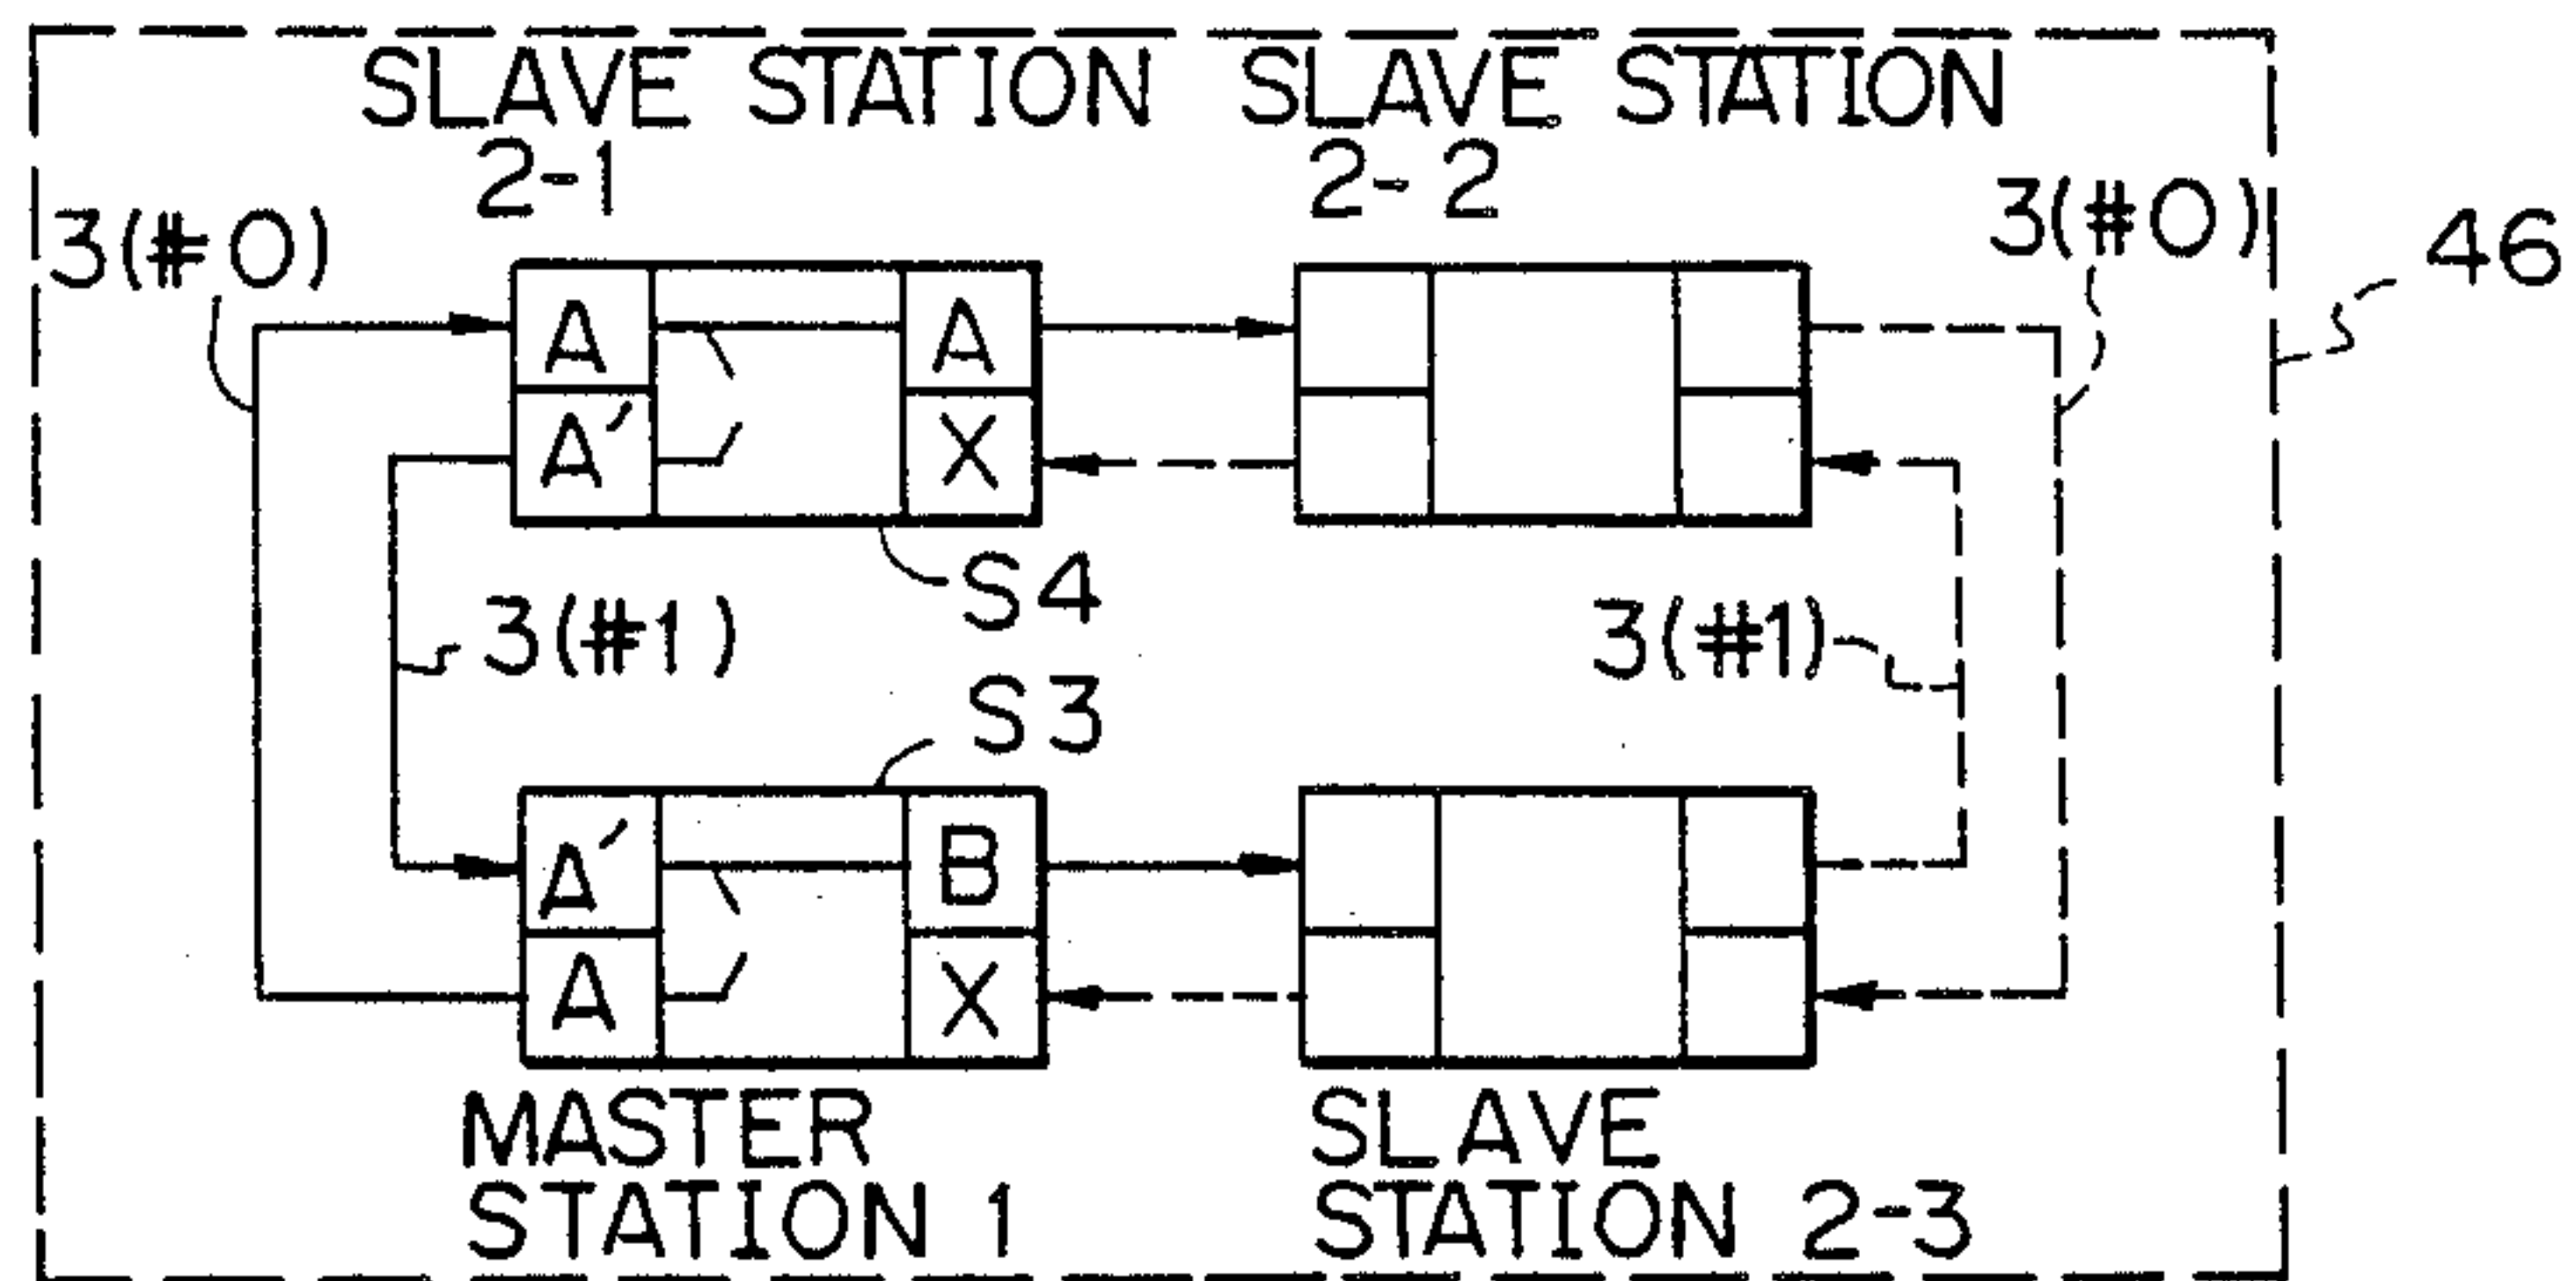 SLAVE STATION
2-1
SLAVE STATION
2-2
3(#0)
3(#0)
46
A
A
A'
X
S4
3(#1)
3(#1)
S3
A'
B
A
X
MASTER
STATION 1
SLAVE
STATION 2-3